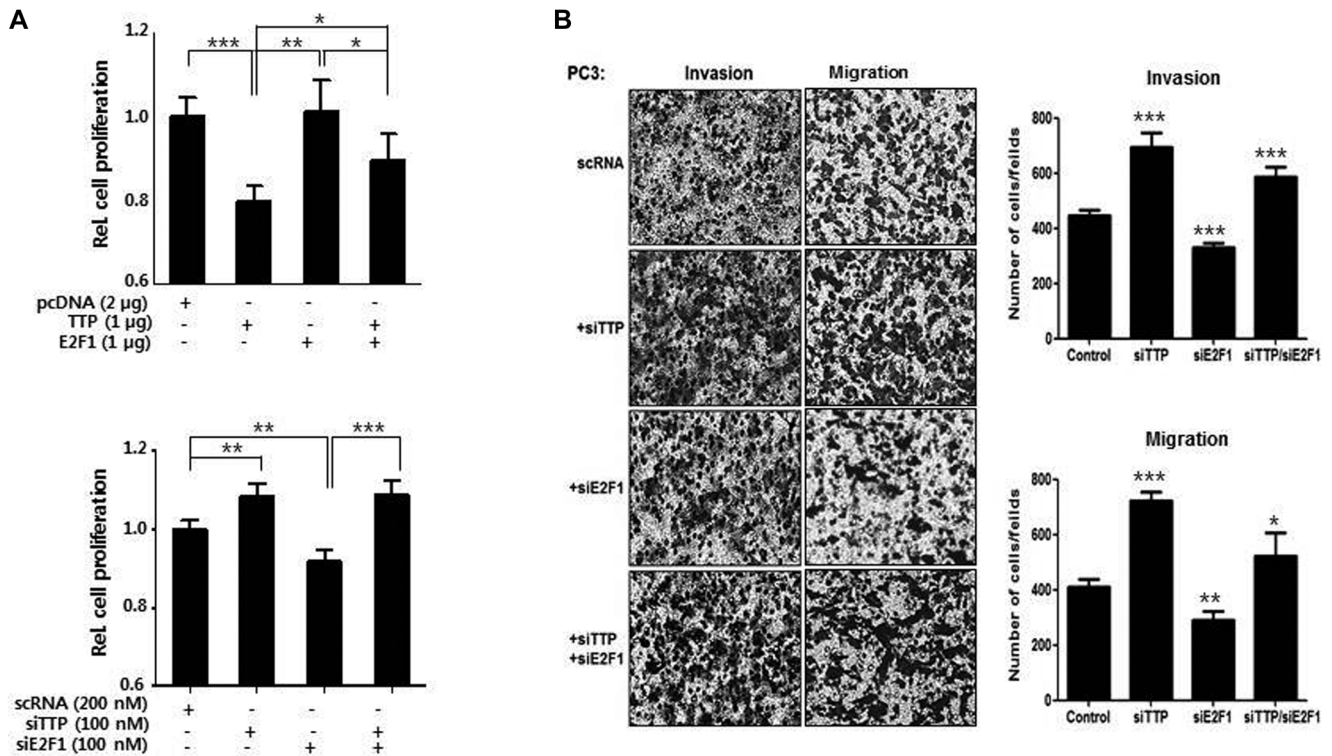 A
1.2
1.0
0.8
0.6
Rel. cell proliferation
*** ** * *
pcDNA (2 µg) + - - -
TTP (1 µg) - + - +
E2F1 (1 µg) - - + +
1.2
1.0
0.8
0.6
Rel. cell proliferation
** ** ***
scRNA (200 nM) + - - -
siTTP (100 nM) - + - +
siE2F1 (100 nM) - - + +
B
PC3: Invasion Migration
scRNA
+siTTP
+siE2F1
+siTTP
+siE2F1
Invasion
800
600
400
200
0
Number of cells/feilds
*** *** ***
Control siTTP siE2F1 siTTP/siE2F1
Migration
800
600
400
200
0
Number of cells/feilds
*** ** *
Control siTTP siE2F1 siTTP/siE2F1